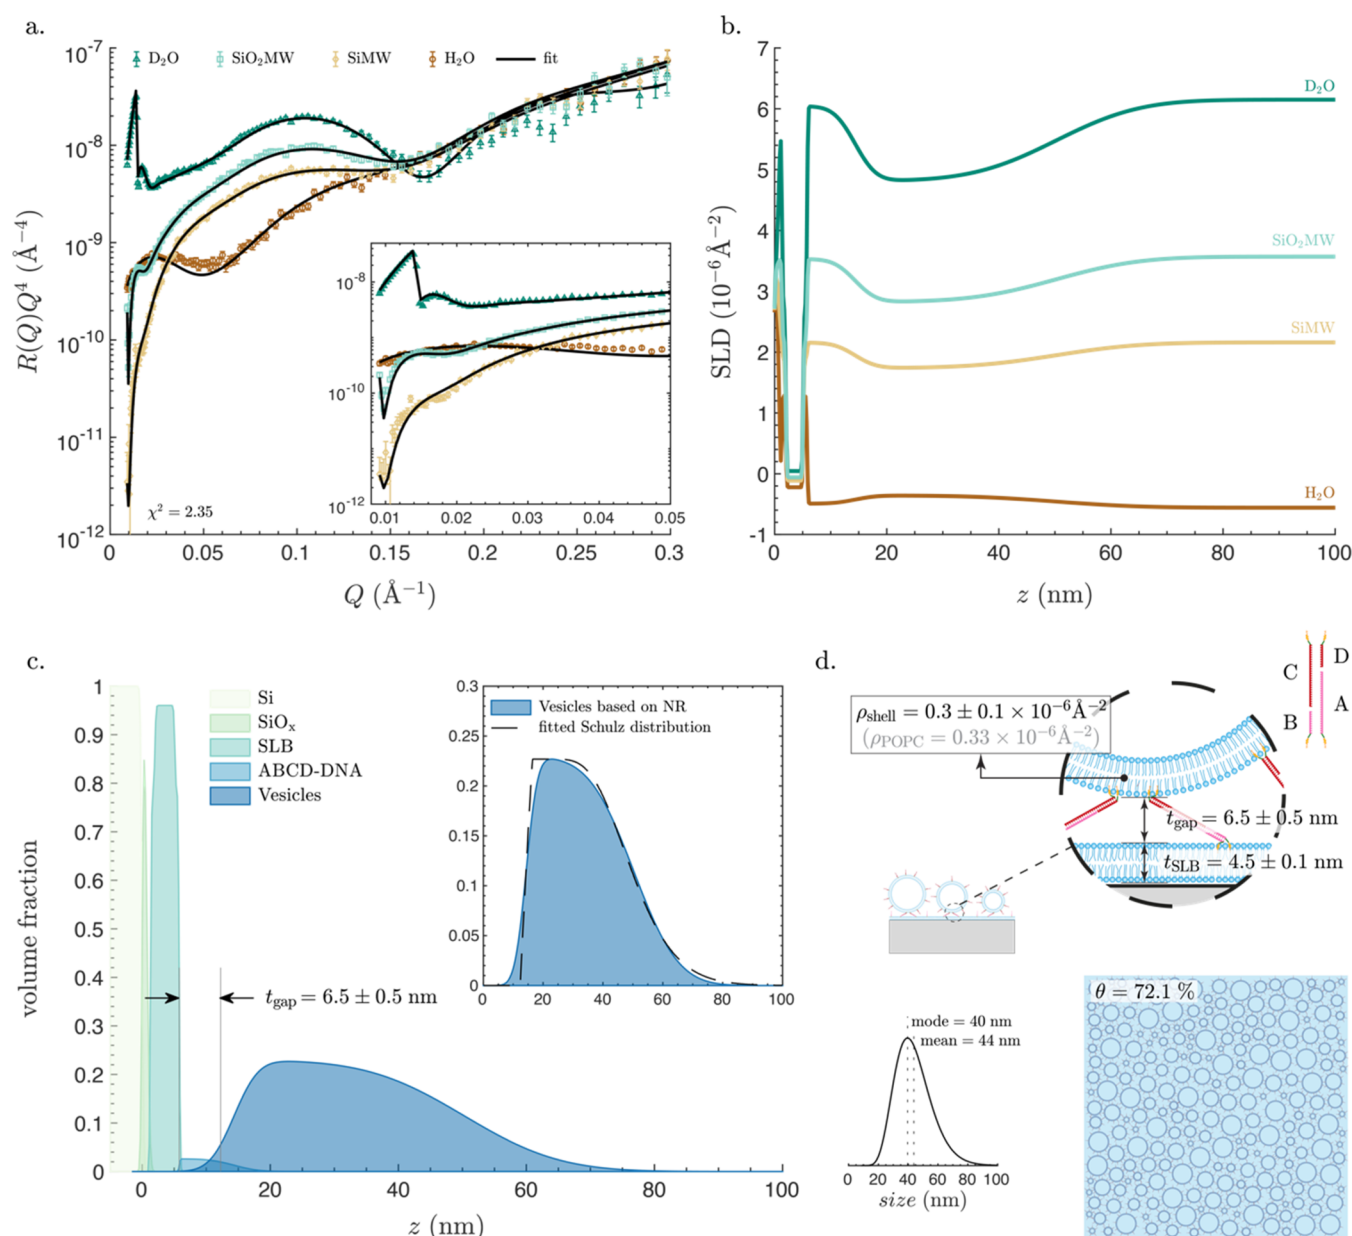 a.
D₂O SiO₂MW SiMW H₂O fit
10⁻⁷
10⁻⁸
10⁻⁹
10⁻¹⁰
10⁻¹¹
10⁻¹²
R(Q)Q⁴ (Å⁻⁴)
χ² = 2.35
0 0.05 0.1 0.15 0.2 0.25 0.3
Q (Å⁻¹)
10⁻⁸
10⁻¹⁰
10⁻¹²
0.01 0.02 0.03 0.04 0.05
b.
7
6
5
4
3
2
1
0
-1
SLD (10⁻⁶Å⁻²)
D₂O
SiO₂MW
SiMW
H₂O
0 20 40 60 80 100
z (nm)
c.
1
0.9
0.8
0.7
0.6
0.5
0.4
0.3
0.2
0.1
0
volume fraction
Si
SiOₓ
SLB
ABCD-DNA
Vesicles
t_gap = 6.5 ± 0.5 nm
0 20 40 60 80 100
z (nm)
0.3
0.25
0.2
0.15
0.1
0.05
0
Vesicles based on NR
fitted Schulz distribution
0 20 40 60 80 100
d.
C D
B A
ρ_shell = 0.3 ± 0.1 × 10⁻⁶Å⁻²
(ρ_POPC = 0.33 × 10⁻⁶Å⁻²)
t_gap = 6.5 ± 0.5 nm
t_SLB = 4.5 ± 0.1 nm
mode = 40 nm
mean = 44 nm
0 20 40 60 80 100
size (nm)
θ = 72.1 %